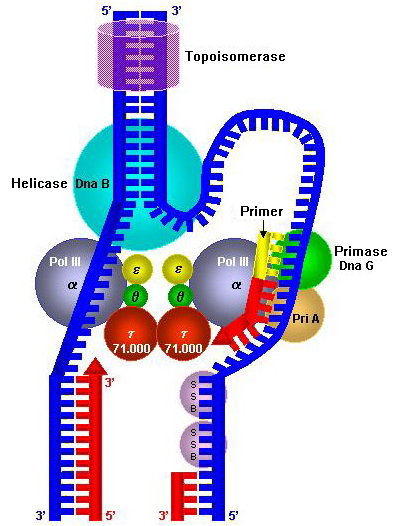 5' 3'
Topoisomerase
Helicase Dna B
Primer
Pol III
α
ε
ε
Pol III
α
Primase
Dna G
θ
θ
Pri A
τ
71.000
τ
71.000
3'
S
S
B
S
S
B
3' 5' 3' 5'